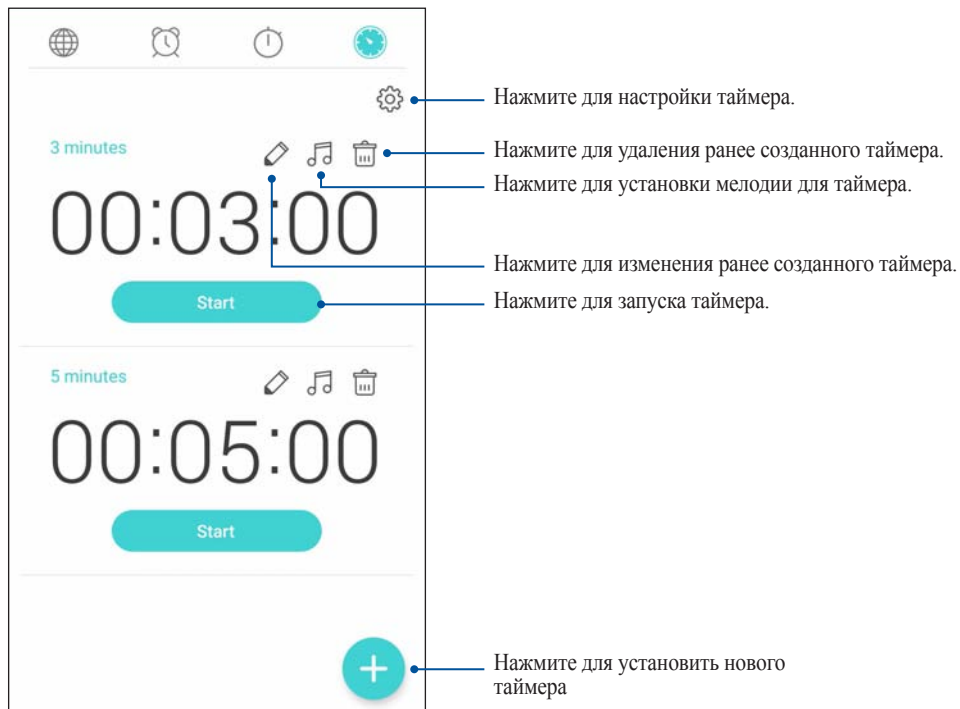 Нажмите для настройки таймера.
3 minutes
Нажмите для удаления ранее созданного таймера.
Нажмите для установки мелодии для таймера.
00:03:00
Нажмите для изменения ранее созданного таймера.
Start
Нажмите для запуска таймера.
5 minutes
00:05:00
Start
Нажмите для установить нового
таймера